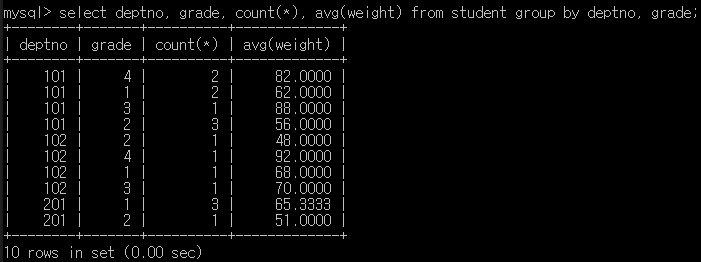 mysql> select deptno, grade, count(*), avg(weight) from student group by deptno, grade;
+--------+-------+----------+-------------+
| deptno | grade | count(*) | avg(weight) |
+--------+-------+----------+-------------+
|    101 |     4 |        2 |     82.0000 |
|    101 |     1 |        2 |     62.0000 |
|    101 |     3 |        1 |     88.0000 |
|    101 |     2 |        3 |     56.0000 |
|    102 |     2 |        1 |     48.0000 |
|    102 |     4 |        1 |     92.0000 |
|    102 |     1 |        1 |     68.0000 |
|    102 |     3 |        1 |     70.0000 |
|    201 |     1 |        3 |     65.3333 |
|    201 |     2 |        1 |     51.0000 |
+--------+-------+----------+-------------+
10 rows in set (0.00 sec)